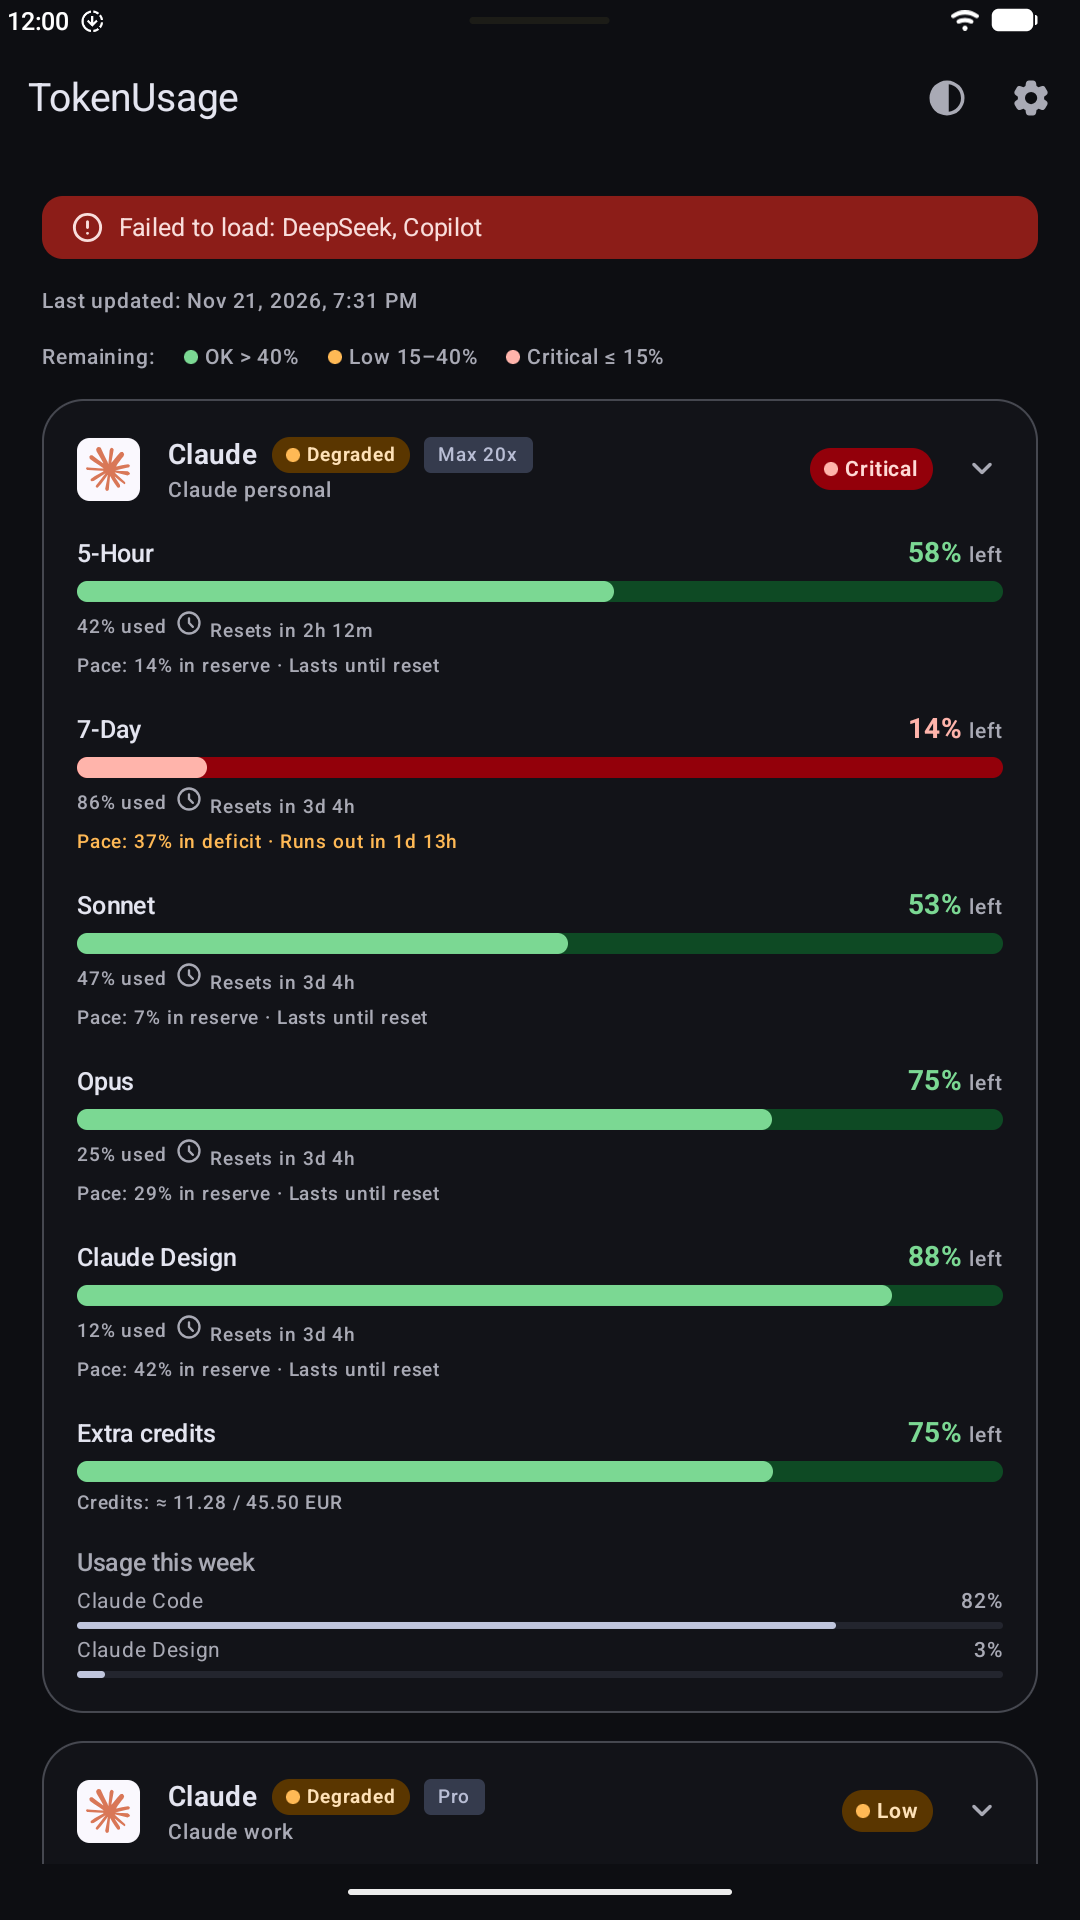 12:00
TokenUsage
Failed to load: DeepSeek, Copilot
Last updated: Nov 21, 2026, 7:31 PM
Remaining: OK > 40% Low 15–40% Critical ≤ 15%
Claude Degraded Max 20x
Claude personal
Critical
5-Hour 58% left
42% used Resets in 2h 12m
Pace: 14% in reserve · Lasts until reset
7-Day 14% left
86% used Resets in 3d 4h
Pace: 37% in deficit · Runs out in 1d 13h
Sonnet 53% left
47% used Resets in 3d 4h
Pace: 7% in reserve · Lasts until reset
Opus 75% left
25% used Resets in 3d 4h
Pace: 29% in reserve · Lasts until reset
Claude Design 88% left
12% used Resets in 3d 4h
Pace: 42% in reserve · Lasts until reset
Extra credits 75% left
Credits: ≈ 11.28 / 45.50 EUR
Usage this week
Claude Code 82%
Claude Design 3%
Claude Degraded Pro
Claude work
Low